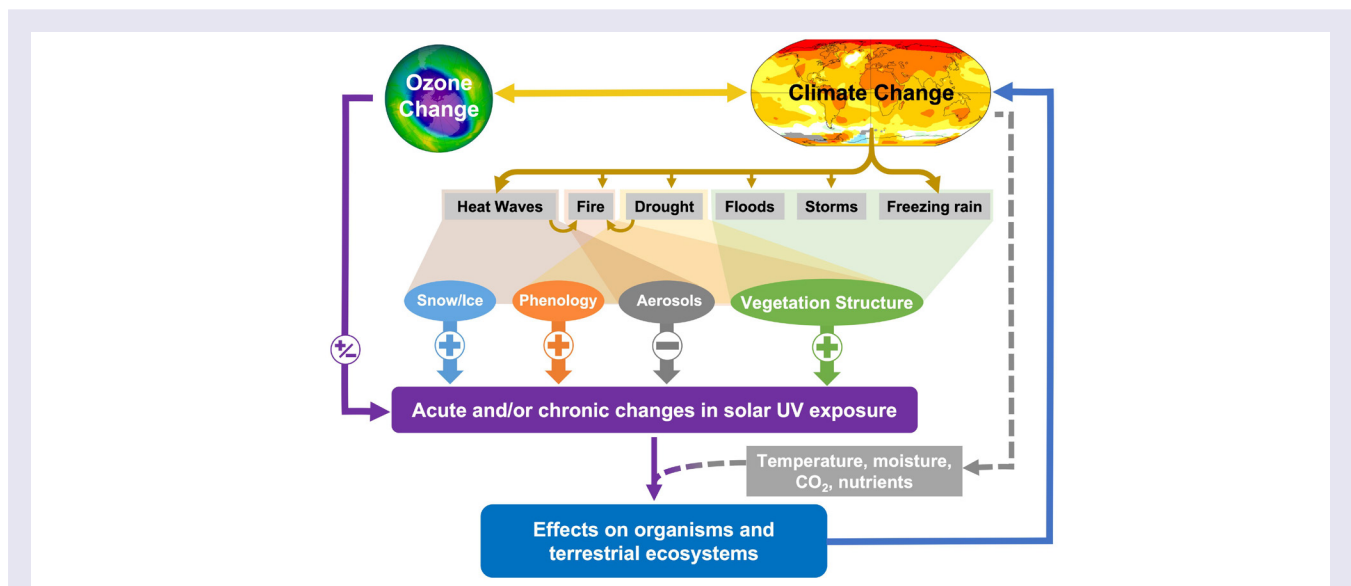 Ozone
Change
Climate Change
Heat Waves
Fire
Drought
Floods
Storms
Freezing rain
Snow/Ice
Phenology
Aerosols
Vegetation Structure
+/-
+
+
−
+
Acute and/or chronic changes in solar UV exposure
Temperature, moisture,
CO₂, nutrients
Effects on organisms and
terrestrial ecosystems